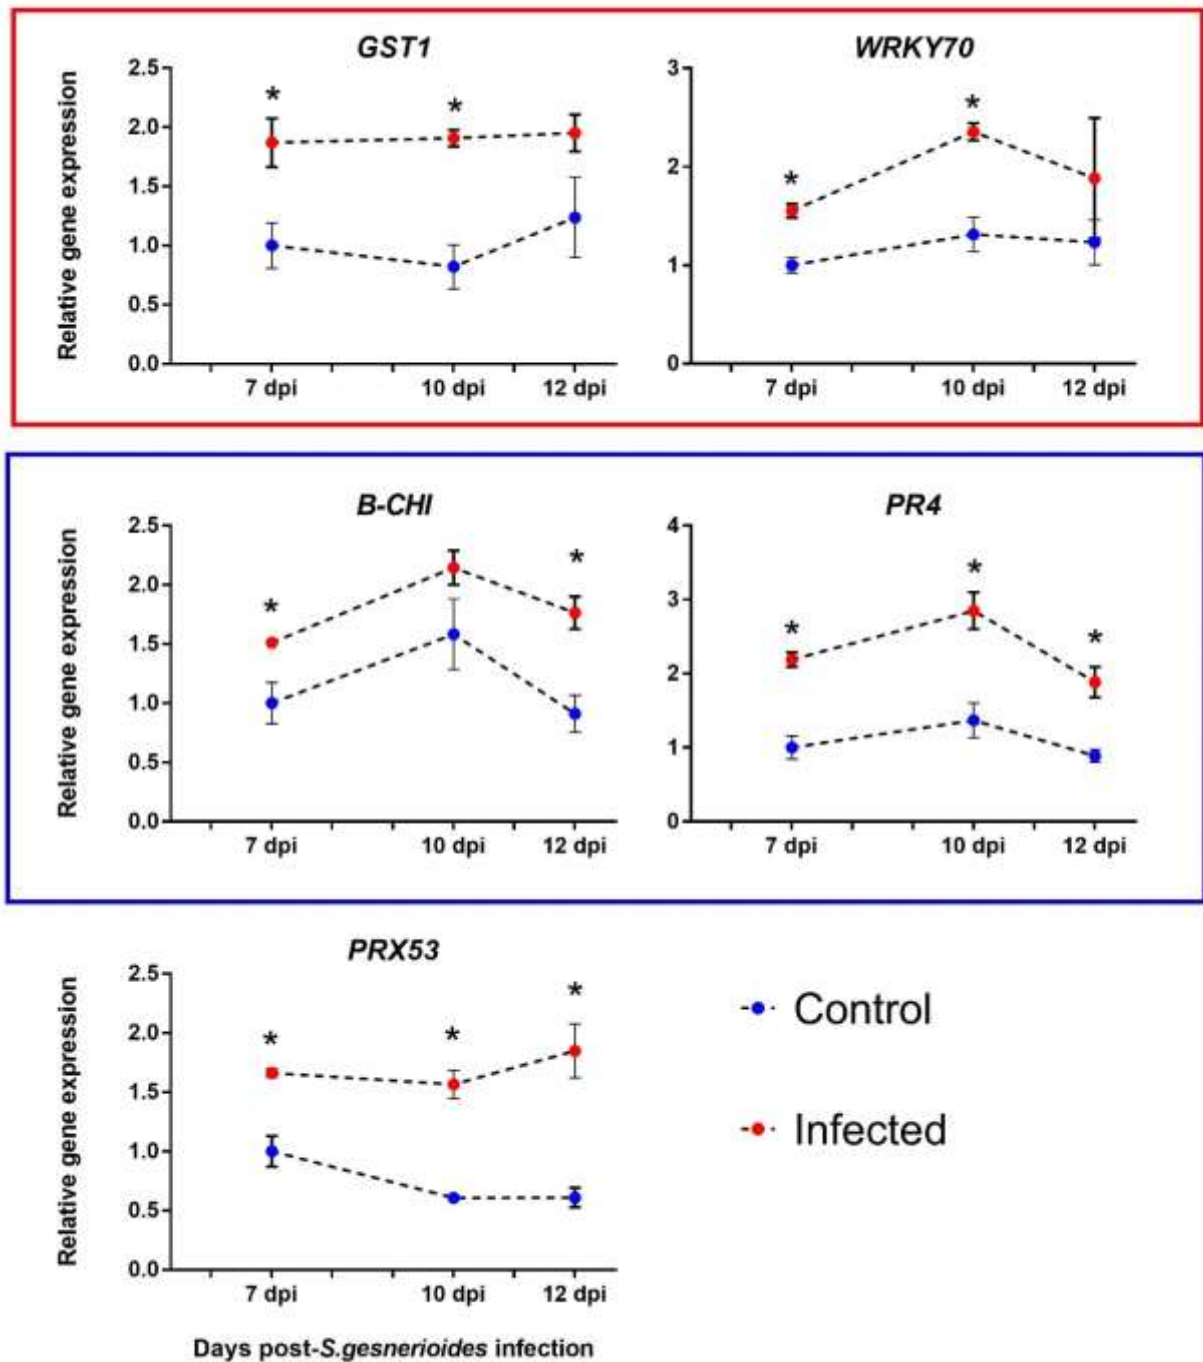 GST1
Relative gene expression
2.5
2.0
1.5
1.0
0.5
0.0
*
*
7 dpi 10 dpi 12 dpi
WRKY70
3
2
1
0
*
*
7 dpi 10 dpi 12 dpi
B-CHI
Relative gene expression
2.5
2.0
1.5
1.0
0.5
0.0
*
*
7 dpi 10 dpi 12 dpi
PR4
4
3
2
1
0
*
*
*
7 dpi 10 dpi 12 dpi
PRX53
Relative gene expression
2.5
2.0
1.5
1.0
0.5
0.0
*
*
*
7 dpi 10 dpi 12 dpi
Days post-S.gesnerioides infection
Control
Infected